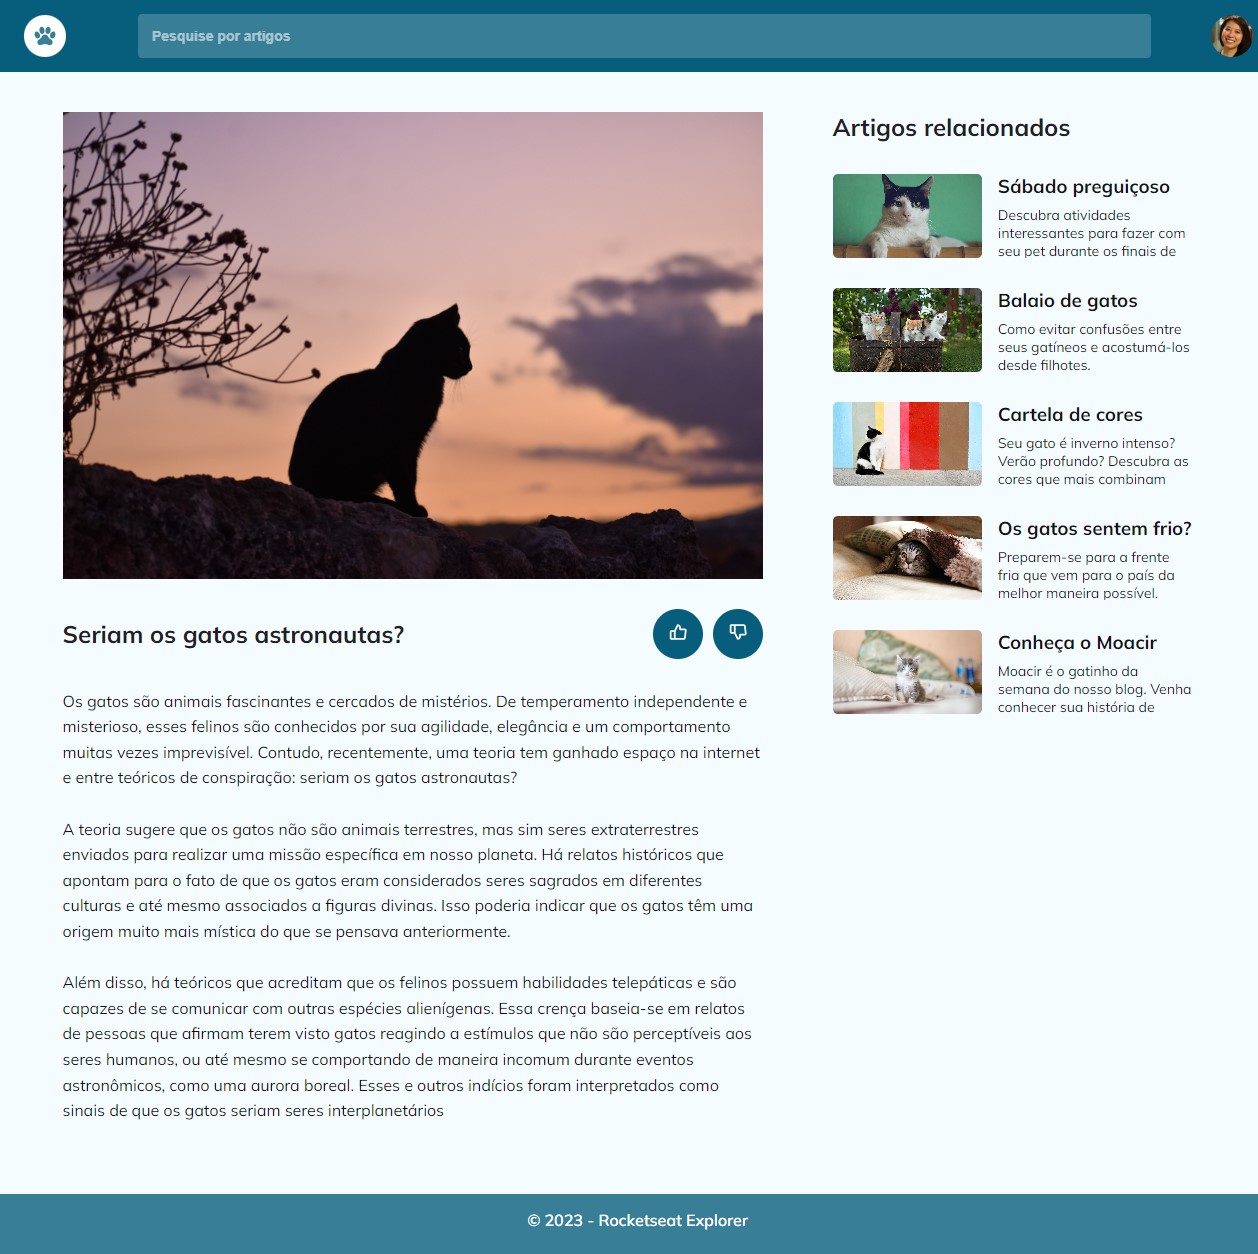 Pesquise por artigos
Seriam os gatos astronautas?
Os gatos são animais fascinantes e cercados de mistérios. De temperamento independente e
misterioso, esses felinos são conhecidos por sua agilidade, elegância e um comportamento
muitas vezes imprevisível. Contudo, recentemente, uma teoria tem ganhado espaço na internet
e entre teóricos de conspiração: seriam os gatos astronautas?
A teoria sugere que os gatos não são animais terrestres, mas sim seres extraterrestres
enviados para realizar uma missão específica em nosso planeta. Há relatos históricos que
apontam para o fato de que os gatos eram considerados seres sagrados em diferentes
culturas e até mesmo associados a figuras divinas. Isso poderia indicar que os gatos têm uma
origem muito mais mística do que se pensava anteriormente.
Além disso, há teóricos que acreditam que os felinos possuem habilidades telepáticas e são
capazes de se comunicar com outras espécies alienígenas. Essa crença baseia-se em relatos
de pessoas que afirmam terem visto gatos reagindo a estímulos que não são perceptíveis aos
seres humanos, ou até mesmo se comportando de maneira incomum durante eventos
astronômicos, como uma aurora boreal. Esses e outros indícios foram interpretados como
sinais de que os gatos seriam seres interplanetários
Artigos relacionados
Sábado preguiçoso
Descubra atividades
interessantes para fazer com
seu pet durante os finais de
Balaio de gatos
Como evitar confusões entre
seus gatíneos e acostumá-los
desde filhotes.
Cartela de cores
Seu gato é inverno intenso?
Verão profundo? Descubra as
cores que mais combinam
Os gatos sentem frio?
Preparem-se para a frente
fria que vem para o país da
melhor maneira possível.
Conheça o Moacir
Moacir é o gatinho da
semana do nosso blog. Venha
conhecer sua história de
© 2023 - Rocketseat Explorer